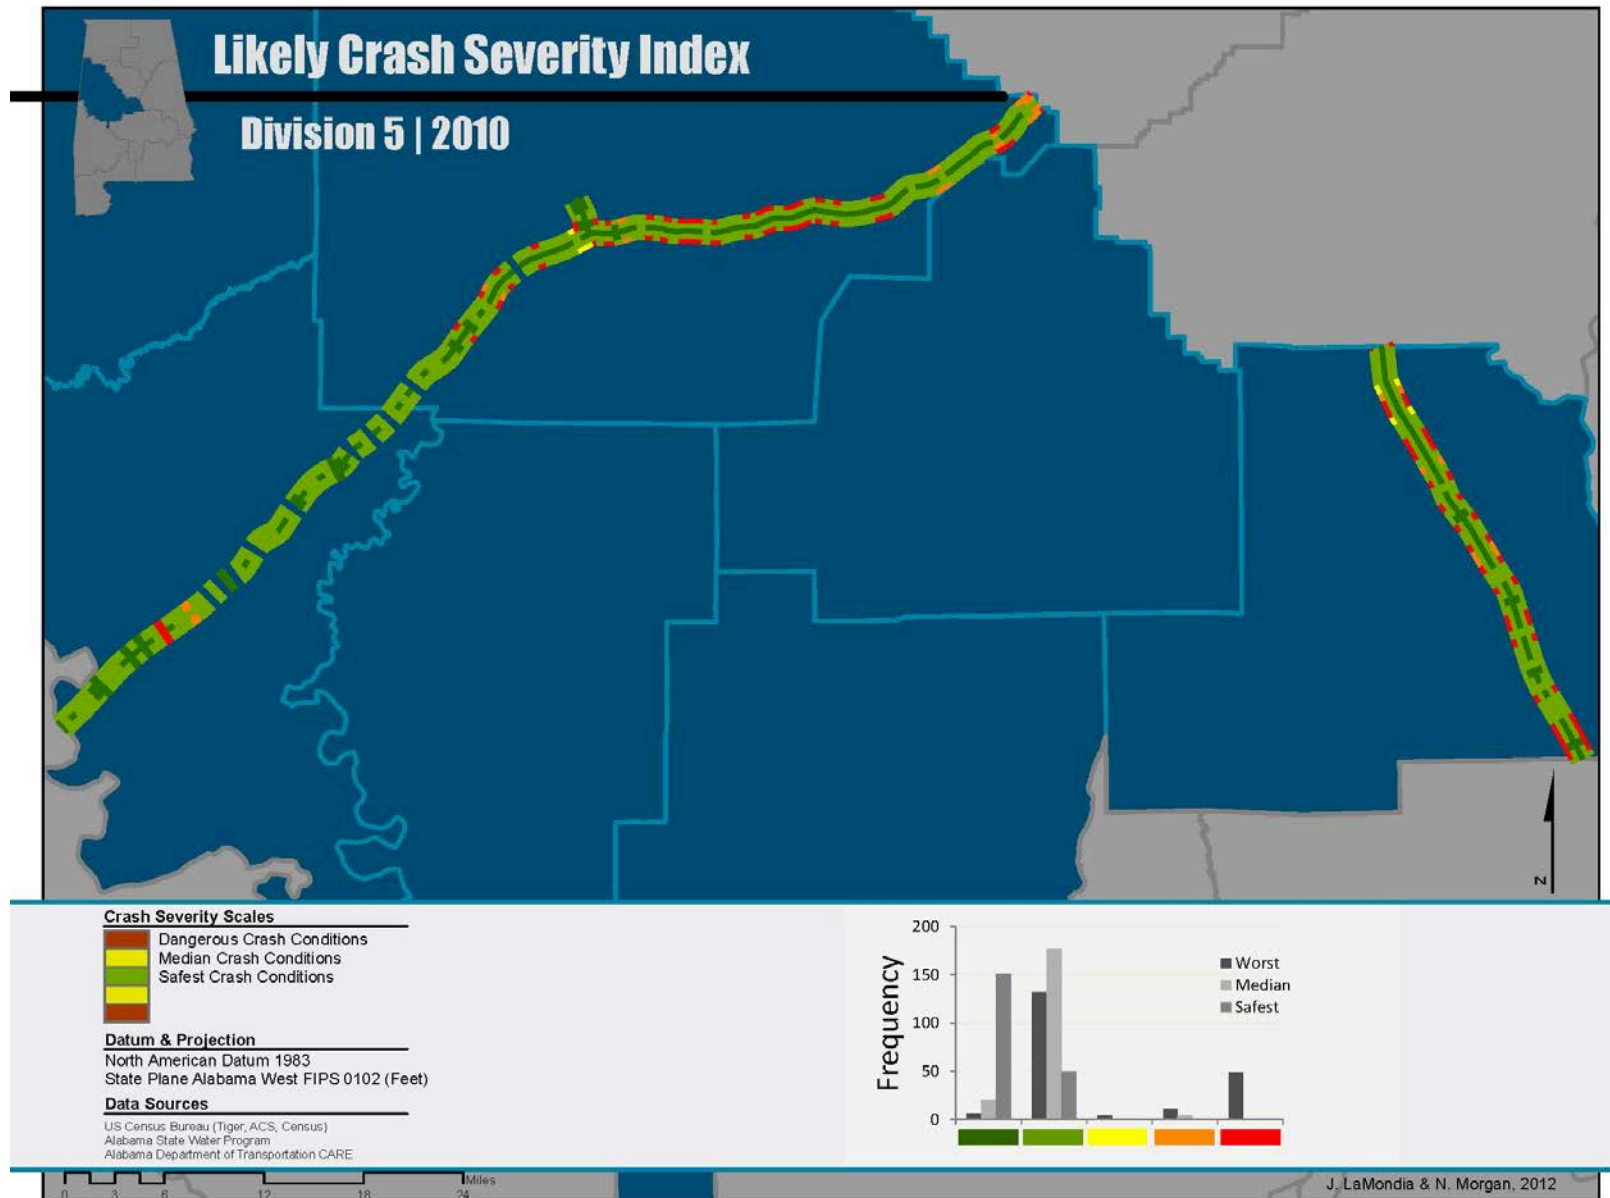 Likely Crash Severity Index
Division 5 | 2010
N
Crash Severity Scales
Dangerous Crash Conditions
Median Crash Conditions
Safest Crash Conditions
Datum & Projection
North American Datum 1983
State Plane Alabama West FIPS 0102 (Feet)
Data Sources
US Census Bureau (Tiger, ACS, Census)
Alabama State Water Program
Alabama Department of Transportation CARE
Frequency
200
150
100
50
0
Worst
Median
Safest
Miles
0 3 6 12 18 24
J. LaMondia & N. Morgan, 2012